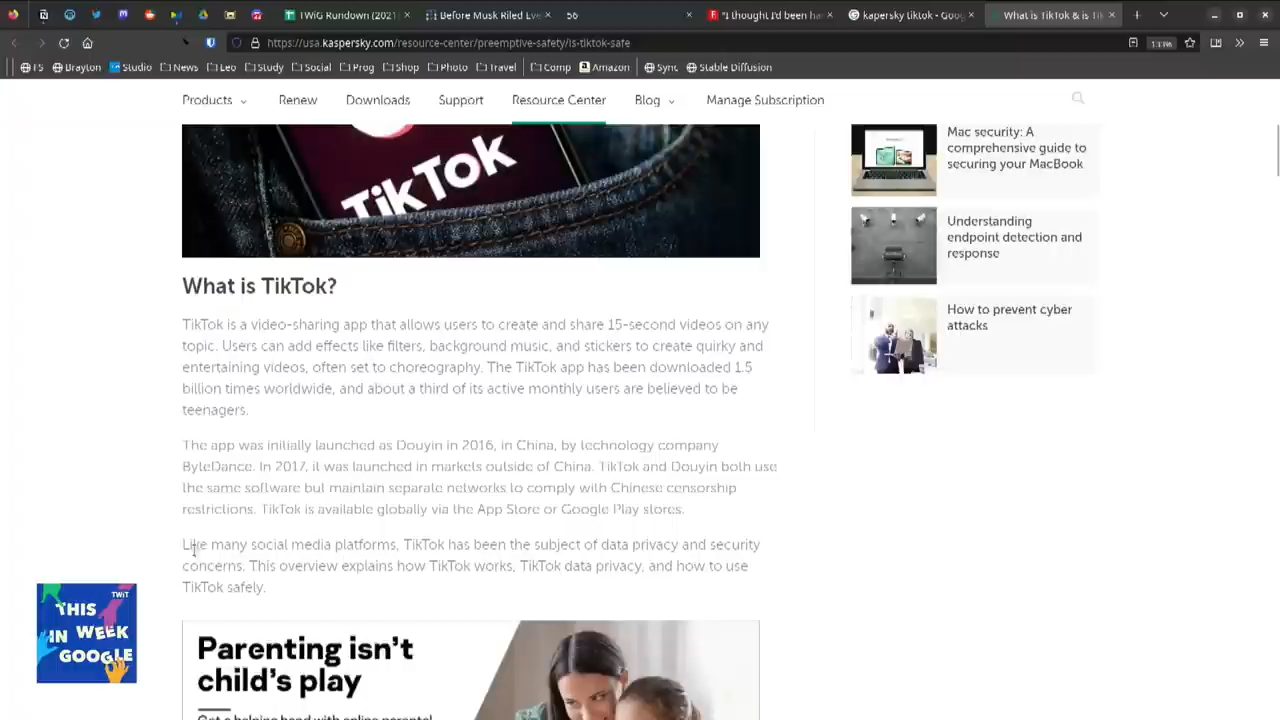 TWiG Rundown (2021)
Before Musk Riled Eve
56
"I thought I'd been ha
kapersky tiktok - Goog
What is TikTok & is Ti
https://usa.kaspersky.com/resource-center/preemptive-safety/is-tiktok-safe
133%
FS
Brayton
Studio
News
Leo
Study
Social
Prog
Shop
Photo
Travel
Comp
Amazon
Sync
Stable Diffusion
Products
Renew
Downloads
Support
Resource Center
Blog
Manage Subscription
TikTok
What is TikTok?
TikTok is a video-sharing app that allows users to create and share 15-second videos on any
topic. Users can add effects like filters, background music, and stickers to create quirky and
entertaining videos, often set to choreography. The TikTok app has been downloaded 1.5
billion times worldwide, and about a third of its active monthly users are believed to be
teenagers.
The app was initially launched as Douyin in 2016, in China, by technology company
ByteDance. In 2017, it was launched in markets outside of China. TikTok and Douyin both use
the same software but maintain separate networks to comply with Chinese censorship
restrictions. TikTok is available globally via the App Store or Google Play stores.
Like many social media platforms, TikTok has been the subject of data privacy and security
concerns. This overview explains how TikTok works, TikTok data privacy, and how to use
TikTok safely.
Parenting isn't
child's play
Get a helping hand with online parental
Mac security: A
comprehensive guide to
securing your MacBook
Understanding
endpoint detection and
response
How to prevent cyber
attacks
TWiT
THIS
IN WEEK
GOOGLE